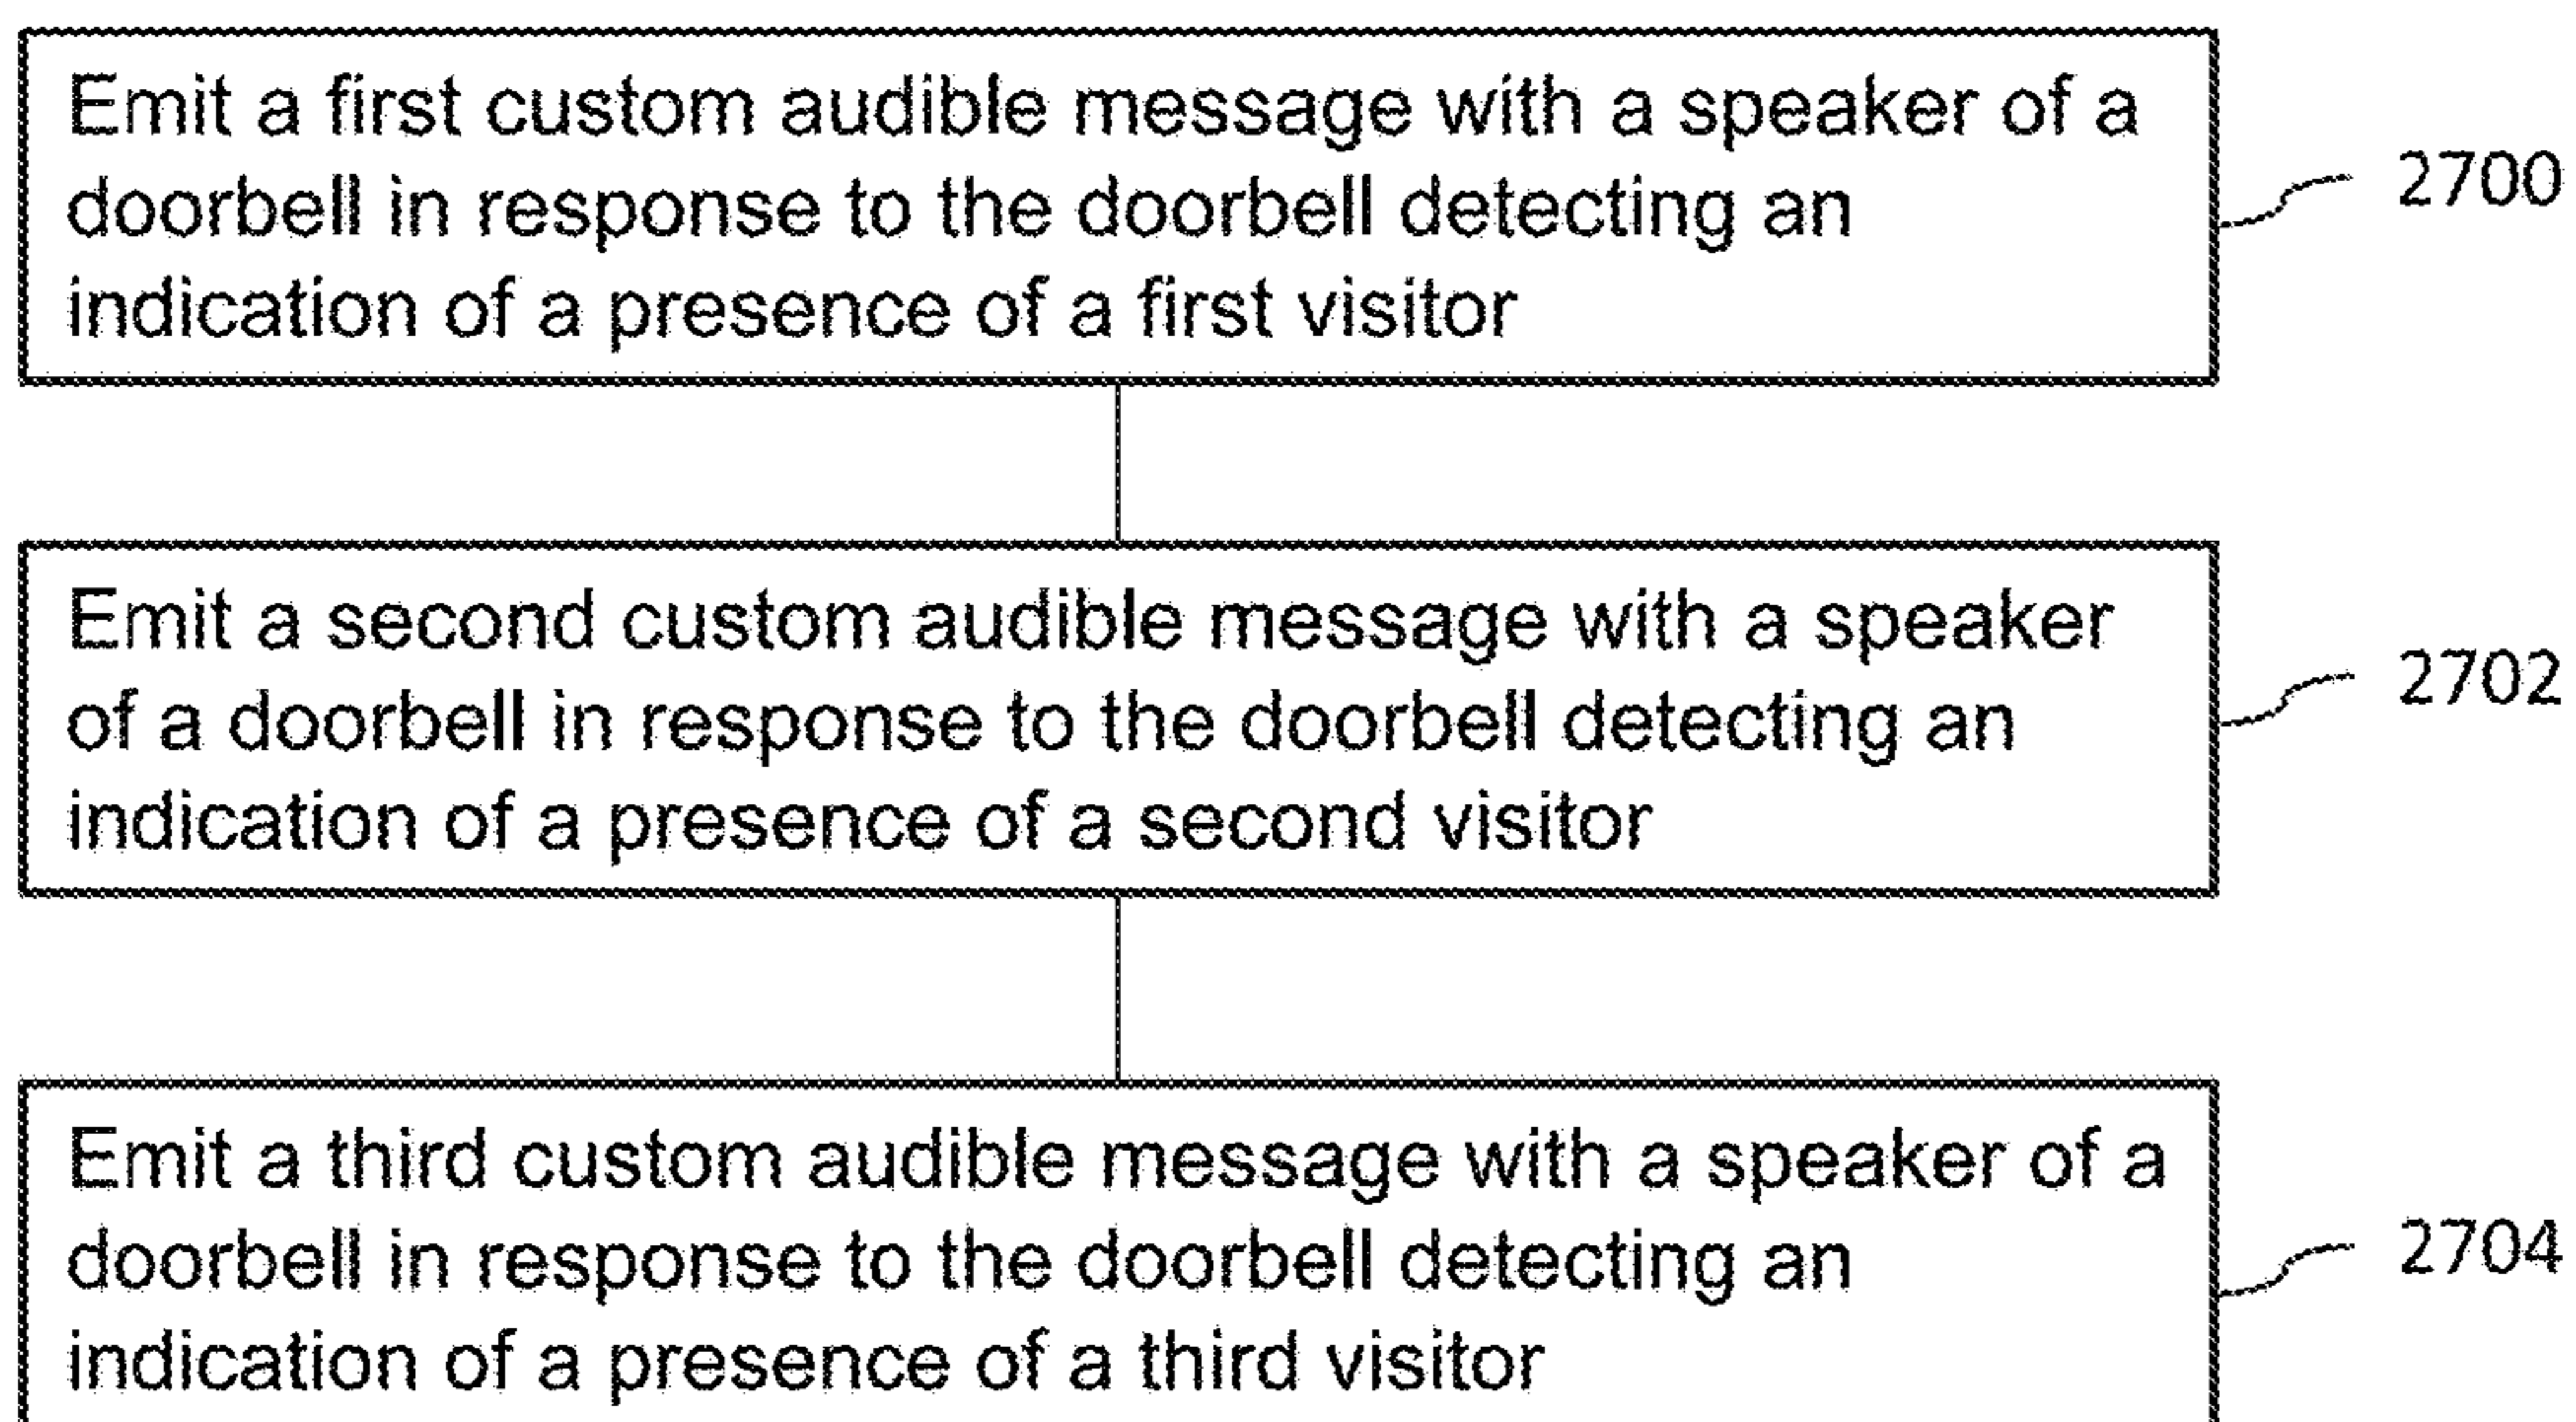 Emit a first custom audible message with a speaker of a
doorbell in response to the doorbell detecting an
indication of a presence of a first visitor
2700
Emit a second custom audible message with a speaker
of a doorbell in response to the doorbell detecting an
indication of a presence of a second visitor
2702
Emit a third custom audible message with a speaker of a
doorbell in response to the doorbell detecting an
indication of a presence of a third visitor
2704